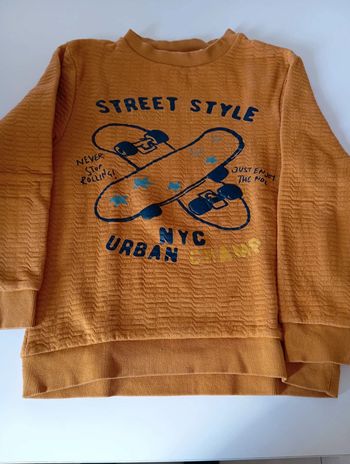 STREET STYLE
NEVER
STOP
ROLLING!
JUST ENJOY
THE RIDE
NYC
URBAN